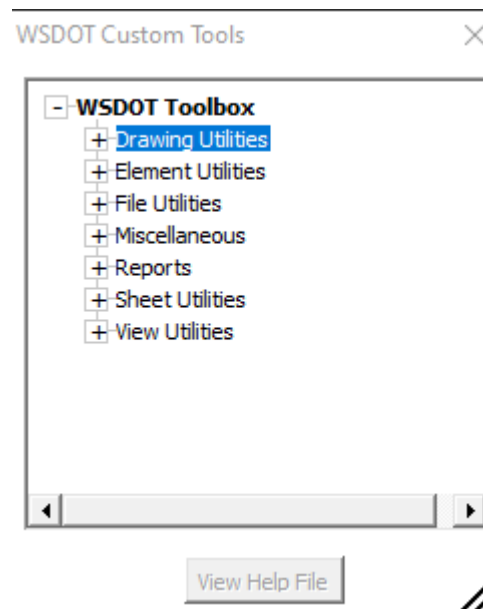 WSDOT Custom Tools
WSDOT Toolbox
Drawing Utilities
Element Utilities
File Utilities
Miscellaneous
Reports
Sheet Utilities
View Utilities
View Help File